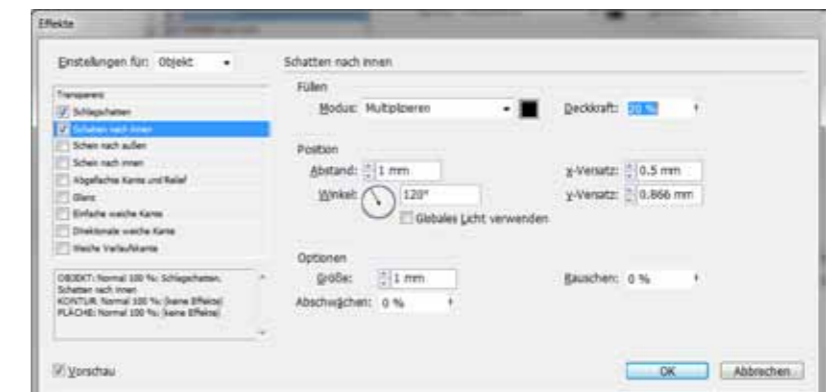 Effekte
Einstellungen für: Objekt
Transparenz
Schlagschatten
Schatten nach innen
Schein nach außen
Schein nach innen
Abgeflachte Kante und Relief
Glanz
Einfache weiche Kante
Direktionale weiche Kante
Weiche Verlaufskante
OBJEKT: Normal 100 %; Schlagschatten,
Schatten nach innen
KONTUR: Normal 100 %; (keine Effekte)
FLÄCHE: Normal 100 %; (keine Effekte)
Vorschau
Schatten nach innen
Füllen
Modus: Multiplizieren
Deckkraft:
Position
Abstand: 1 mm
x-Versatz: 0.5 mm
Winkel: 120°
y-Versatz: 0.866 mm
Globales Licht verwenden
Optionen
Größe: 1 mm
Rauschen: 0 %
Abschwächen: 0 %
OK
Abbrechen